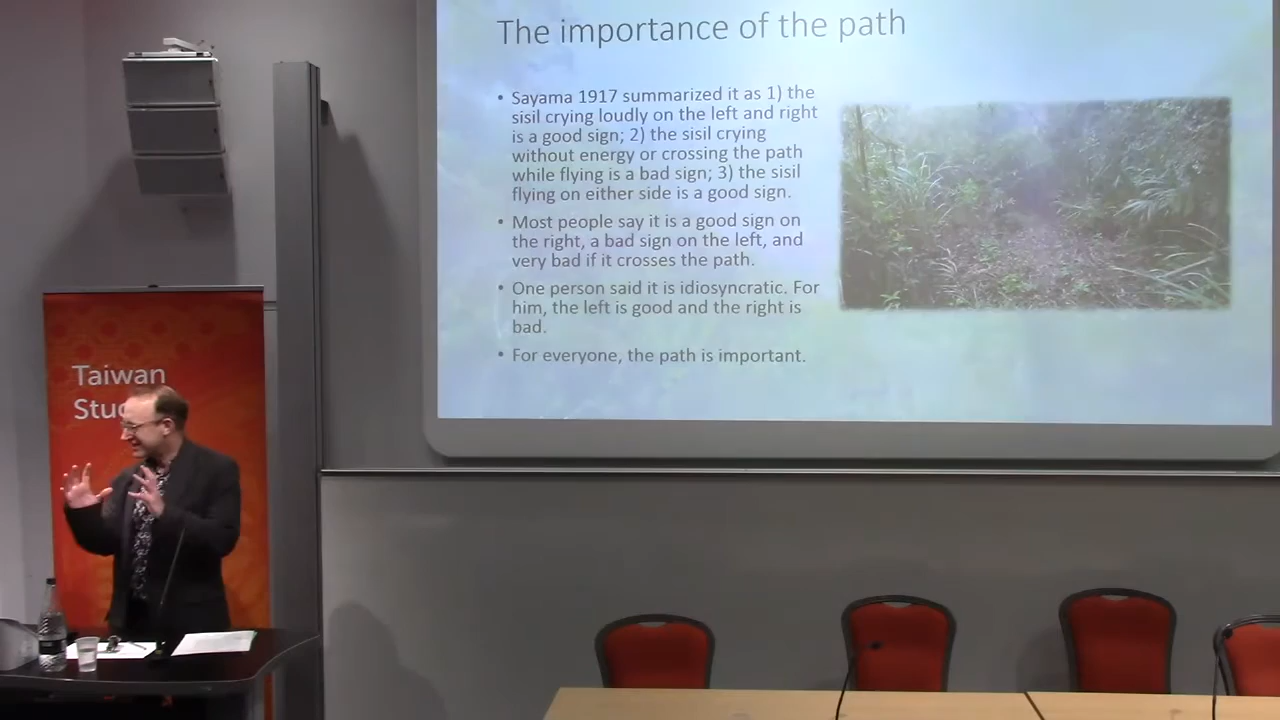 The importance of the path
• Sayama 1917 summarized it as 1) the
sisil crying loudly on the left and right
is a good sign; 2) the sisil crying
without energy or crossing the path
while flying is a bad sign; 3) the sisil
flying on either side is a good sign.
• Most people say it is a good sign on
the right, a bad sign on the left, and
very bad if it crosses the path.
• One person said it is idiosyncratic. For
him, the left is good and the right is
bad.
• For everyone, the path is important.
Taiwan
Stu